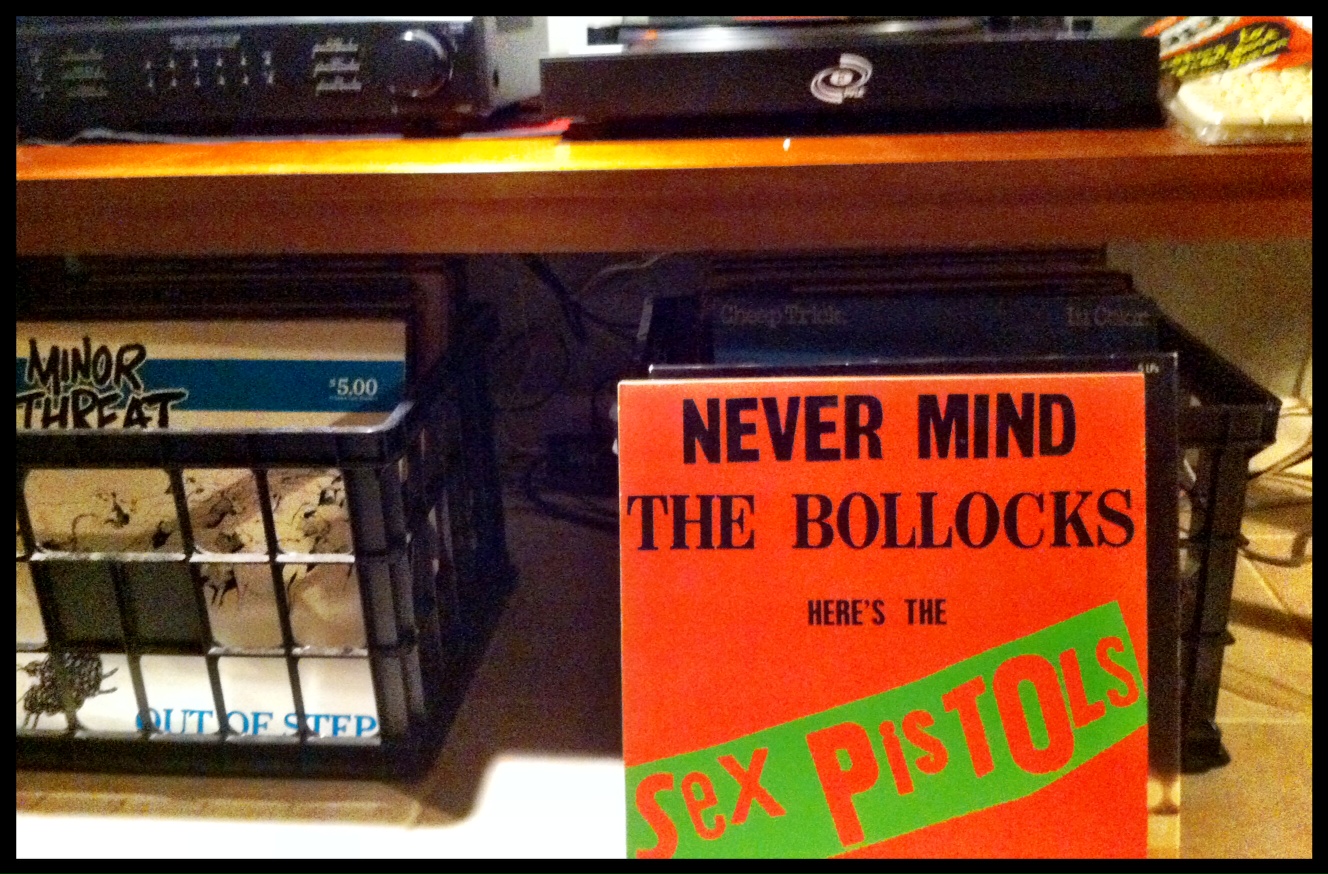 MINOR
THREAT
$5.00
OUT OF STEP
Cheap Trick.
In Color
NEVER MIND
THE BOLLOCKS
HERE'S THE
SEX PISTOLS